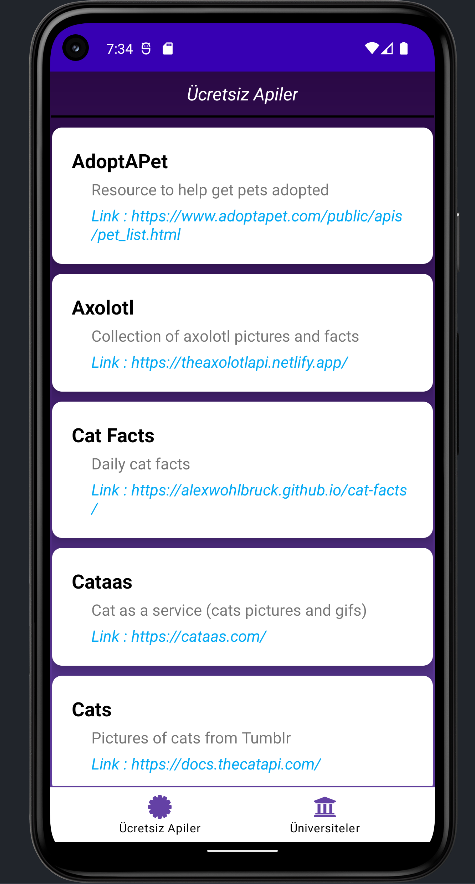 7:34
Ücretsiz Apiler
AdoptAPet
Resource to help get pets adopted
Link : https://www.adoptapet.com/public/apis
/pet_list.html
Axolotl
Collection of axolotl pictures and facts
Link : https://theaxolotlapi.netlify.app/
Cat Facts
Daily cat facts
Link : https://alexwohlbruck.github.io/cat-facts
/
Cataas
Cat as a service (cats pictures and gifs)
Link : https://cataas.com/
Cats
Pictures of cats from Tumblr
Link : https://docs.thecatapi.com/
Ücretsiz Apiler
Üniversiteler